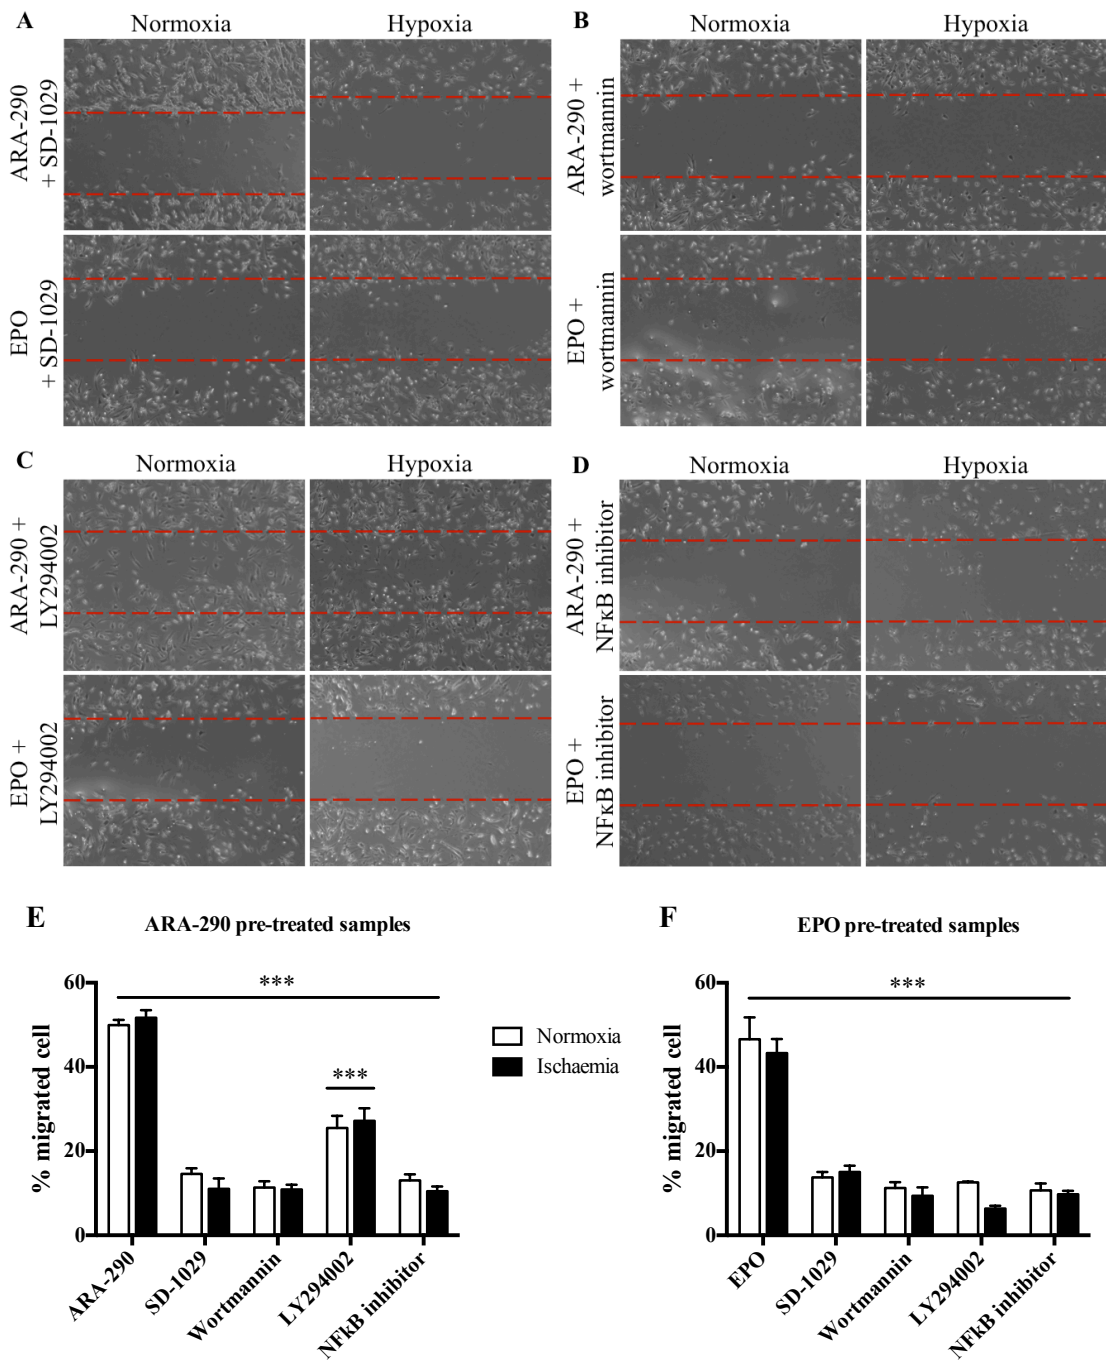 A
Normoxia
Hypoxia
ARA-290
+ SD-1029
EPO
+ SD-1029
B
Normoxia
Hypoxia
ARA-290 +
wortmannin
EPO +
wortmannin
C
Normoxia
Hypoxia
ARA-290 +
LY294002
EPO +
LY294002
D
Normoxia
Hypoxia
ARA-290 +
NFκB inhibitor
EPO +
NFκB inhibitor
E
ARA-290 pre-treated samples
% migrated cell
60
40
20
0
***
***
ARA-290
SD-1029
Wortmannin
LY294002
NFkB inhibitor
Normoxia
Ischaemia
F
EPO pre-treated samples
% migrated cell
60
40
20
0
***
EPO
SD-1029
Wortmannin
LY294002
NFkB inhibitor